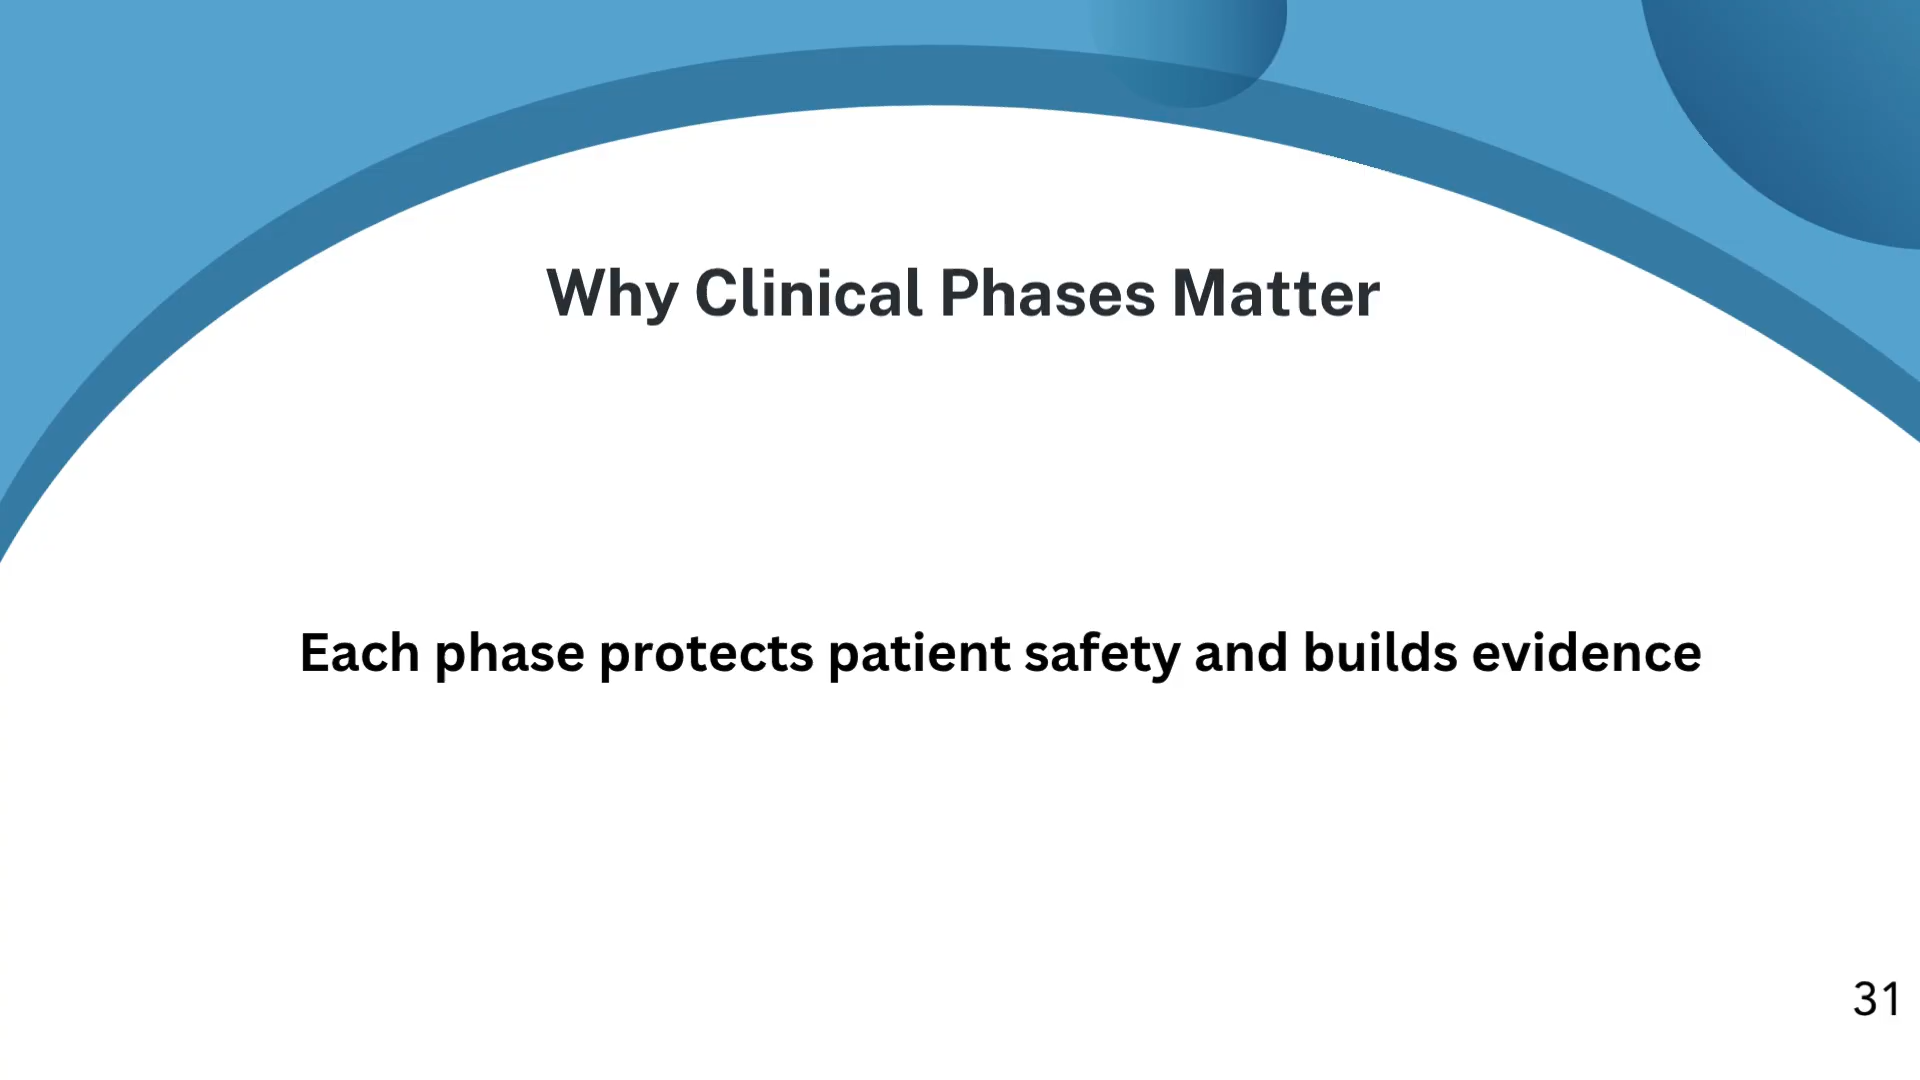 Why Clinical Phases Matter
Each phase protects patient safety and builds evidence
31